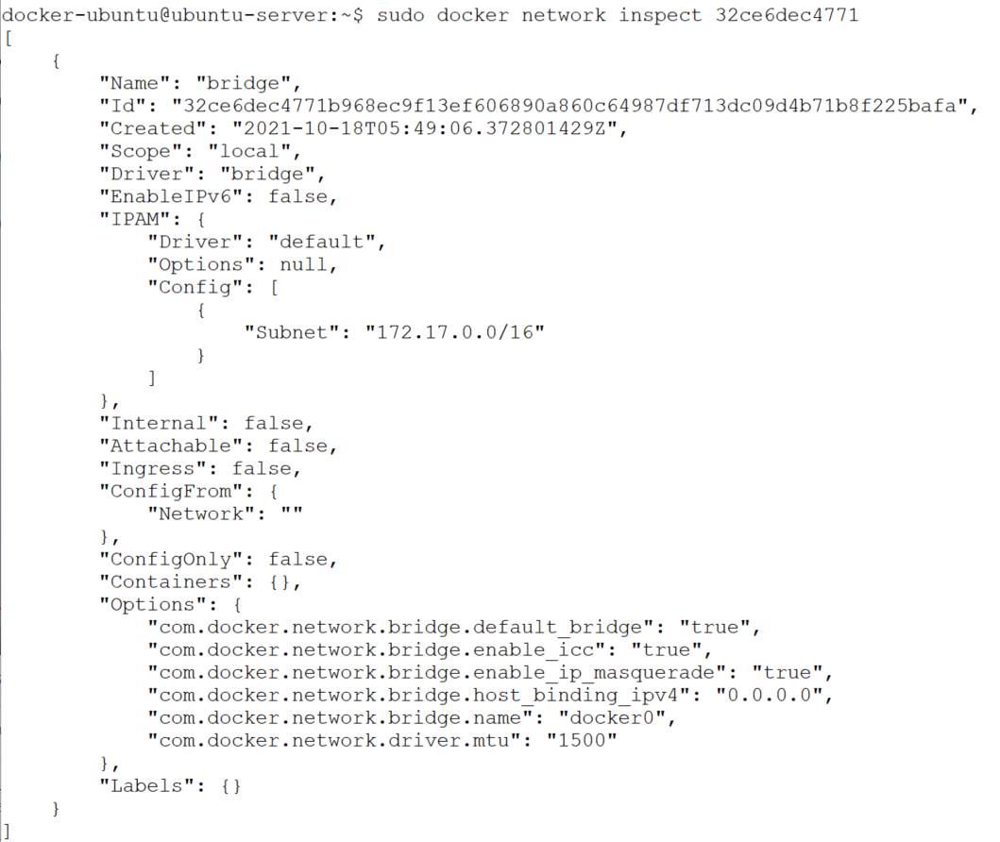 docker-ubuntu@ubuntu-server:~$ sudo docker network inspect 32ce6dec4771
[
    {
        "Name": "bridge",
        "Id": "32ce6dec4771b968ec9f13ef606890a860c64987df713dc09d4b71b8f225bafa",
        "Created": "2021-10-18T05:49:06.372801429Z",
        "Scope": "local",
        "Driver": "bridge",
        "EnableIPv6": false,
        "IPAM": {
            "Driver": "default",
            "Options": null,
            "Config": [
                {
                    "Subnet": "172.17.0.0/16"
                }
            ]
        },
        "Internal": false,
        "Attachable": false,
        "Ingress": false,
        "ConfigFrom": {
            "Network": ""
        },
        "ConfigOnly": false,
        "Containers": {},
        "Options": {
            "com.docker.network.bridge.default_bridge": "true",
            "com.docker.network.bridge.enable_icc": "true",
            "com.docker.network.bridge.enable_ip_masquerade": "true",
            "com.docker.network.bridge.host_binding_ipv4": "0.0.0.0",
            "com.docker.network.bridge.name": "docker0",
            "com.docker.network.driver.mtu": "1500"
        },
        "Labels": {}
    }
]